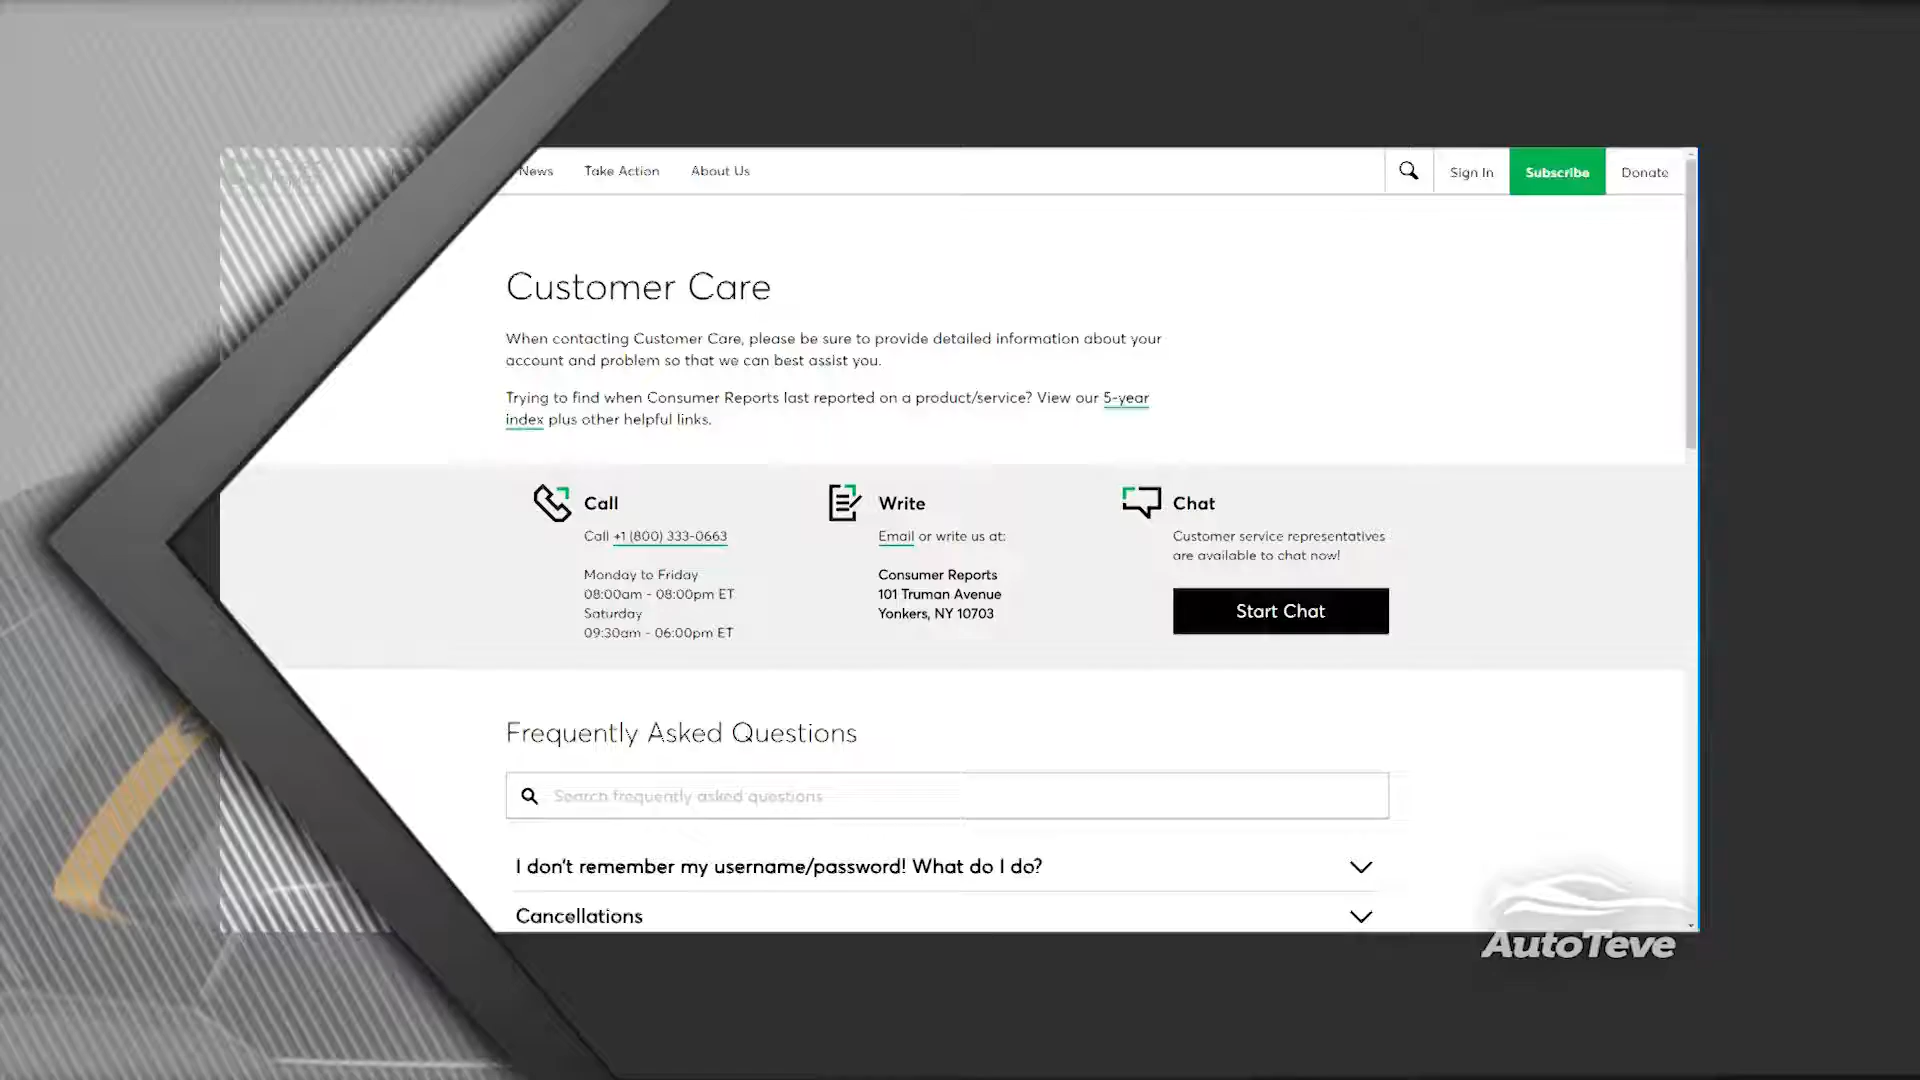 News Take Action About Us Sign In Subscribe Donate
Customer Care
When contacting Customer Care, please be sure to provide detailed information about your
account and problem so that we can best assist you.
Trying to find when Consumer Reports last reported on a product/service? View our 5-year
index plus other helpful links.
Call
Call +1 (800) 333-0663
Monday to Friday
08:00am - 08:00pm ET
Saturday
09:30am - 06:00pm ET
Write
Email or write us at:
Consumer Reports
101 Truman Avenue
Yonkers, NY 10703
Chat
Customer service representatives
are available to chat now!
Start Chat
Frequently Asked Questions
Search frequently asked questions
I don't remember my username/password! What do I do?
Cancellations
AutoTeve